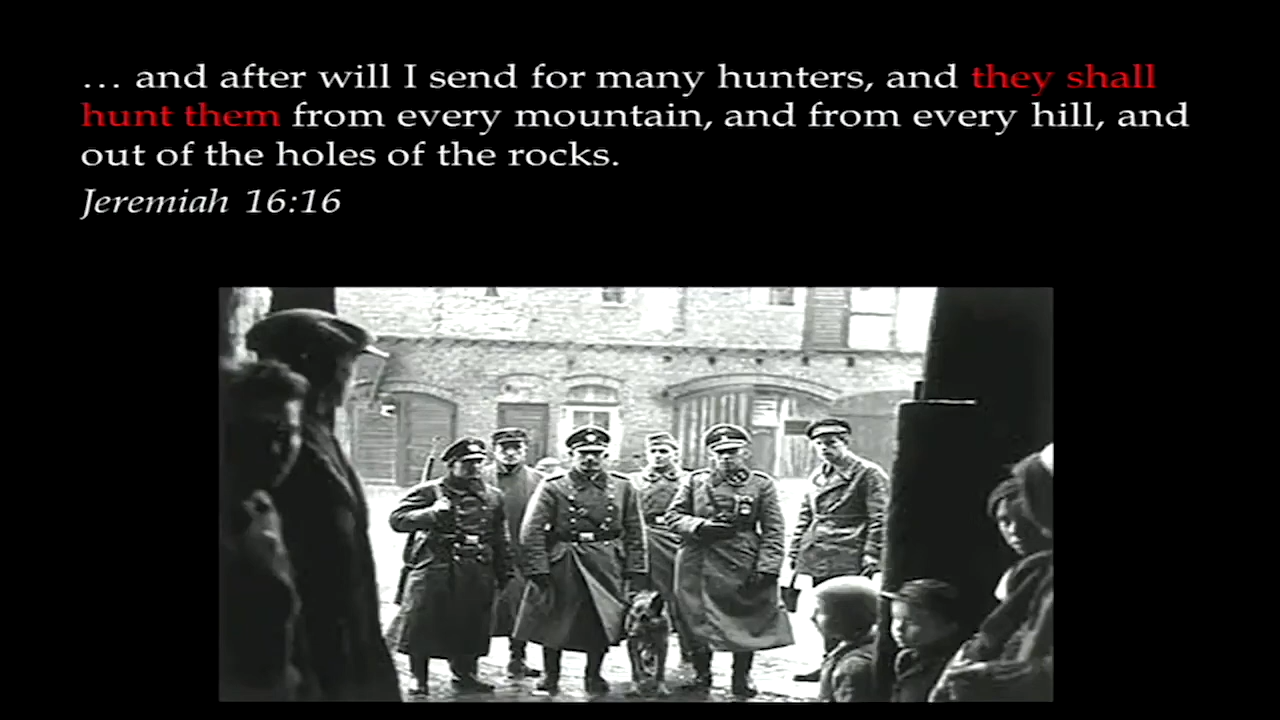 … and after will I send for many hunters, and they shall
hunt them from every mountain, and from every hill, and
out of the holes of the rocks.
Jeremiah 16:16